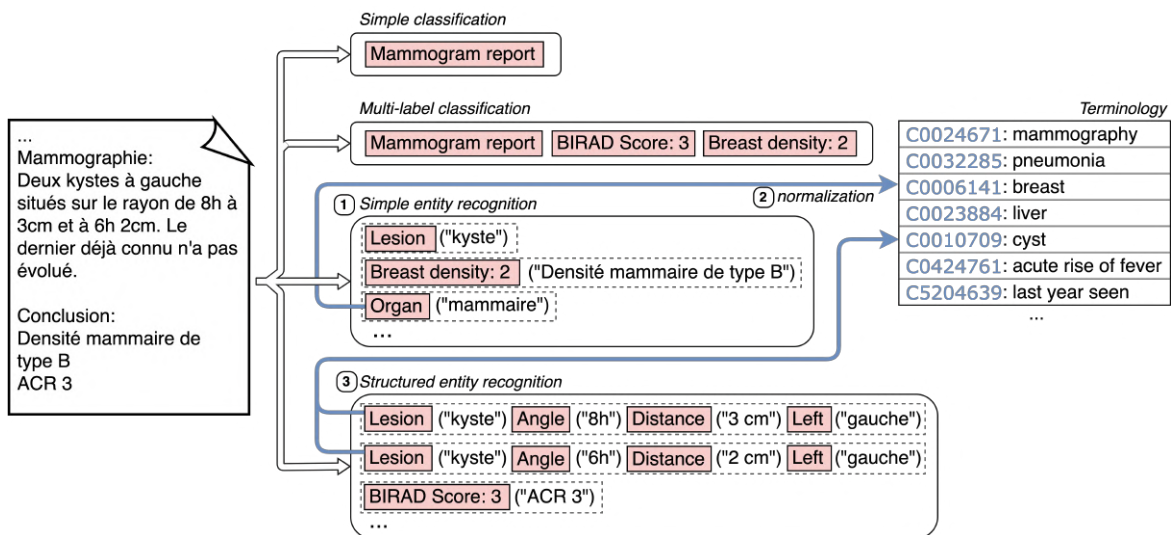 Simple classification
Mammogram report
Multi-label classification
Mammogram report BIRAD Score: 3 Breast density: 2
...
Mammographie:
Deux kystes à gauche
situés sur le rayon de 8h à
3cm et à 6h 2cm. Le
dernier déjà connu n'a pas
évolué.
Conclusion:
Densité mammaire de
type B
ACR 3
1 Simple entity recognition
Lesion ("kyste")
Breast density: 2 ("Densité mammaire de type B")
Organ ("mammaire")
...
2 normalization
Terminology
C0024671: mammography
C0032285: pneumonia
C0006141: breast
C0023884: liver
C0010709: cyst
C0424761: acute rise of fever
C5204639: last year seen
...
3 Structured entity recognition
Lesion ("kyste") Angle ("8h") Distance ("3 cm") Left ("gauche")
Lesion ("kyste") Angle ("6h") Distance ("2 cm") Left ("gauche")
BIRAD Score: 3 ("ACR 3")
...